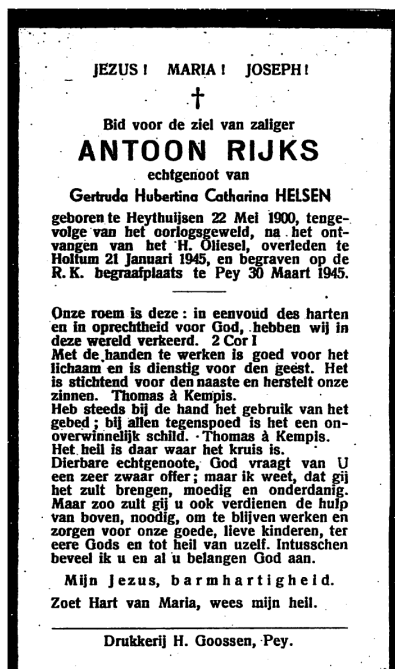 JEZUS! MARIA! JOSEPH!
Bid voor de ziel van zaliger
ANTOON RIJKS
echtgenoot van
Gertruda Hubertina Catharina HELSEN
geboren te Heythuijsen 22 Mei 1900, tenge-
volge van het oorlogsgeweld, na het ont-
vangen van het H. Oliesel, overleden te
Holtum 21 Januari 1945, en begraven op de
R. K. begraafplaats te Pey 30 Maart 1945.
Onze roem is deze: in eenvoud des harten
en in oprechtheid voor God, hebben wij in
deze wereld verkeerd. 2 Cor I
Met de handen te werken is goed voor het
lichaam en is dienstig voor den geest. Het
is stichtend voor den naaste en herstelt onze
zinnen. Thomas à Kempis.
Heb steeds bij de hand het gebruik van het
gebed; bij allen tegenspoed is het een on-
overwinnelijk schild. Thomas à Kempis.
Het heil is daar waar het kruis is.
Dierbare echtgenoote, God vraagt van U
een zeer zwaar offer; maar ik weet, dat gij
het zult brengen, moedig en onderdanig.
Maar zoo zult gij u ook verdienen de hulp
van boven, noodig, om te blijven werken en
zorgen voor onze goede, lieve kinderen, ter
eere Gods en tot heil van uzelf. Intusschen
beveel ik u en al u belangen God aan.
Mijn Jezus, barmhartigheid.
Zoet Hart van Maria, wees mijn heil.
Drukkerij H. Goossen, Pey.